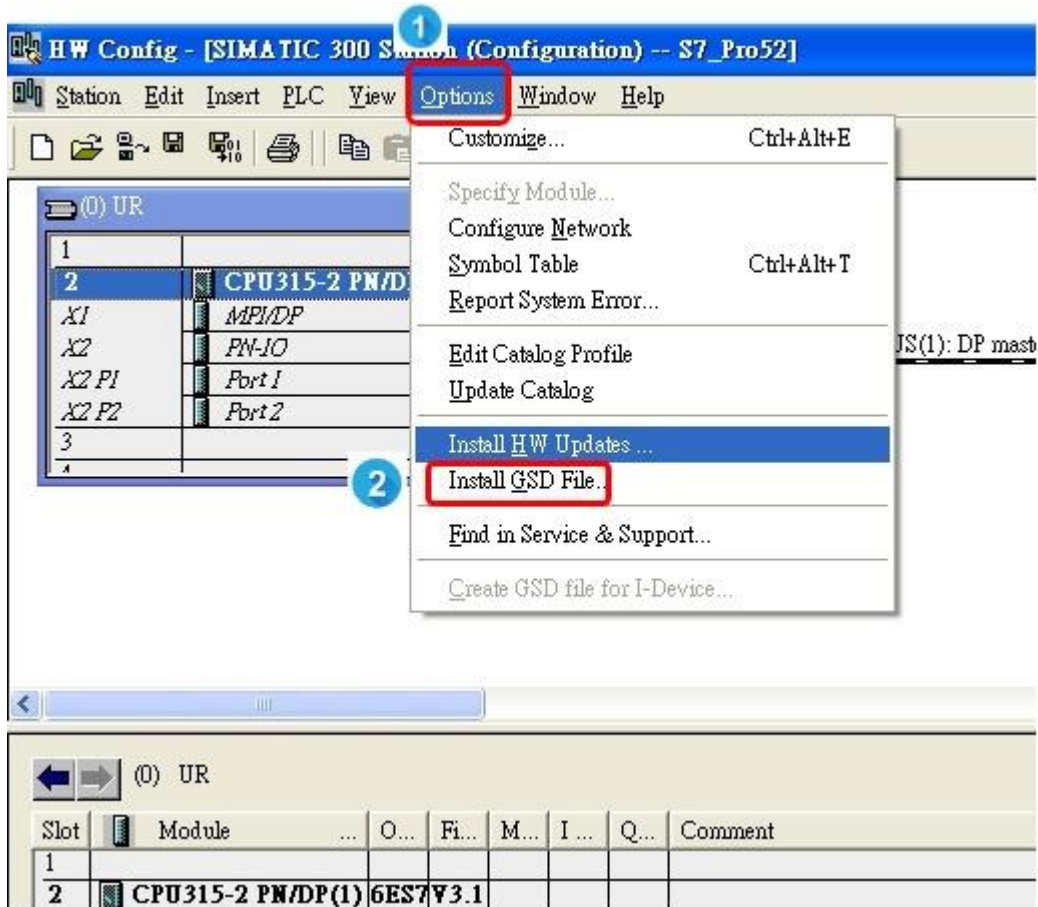 1
HW Config - [SIMATIC 300 Station (Configuration) -- S7_Pro52]
Station Edit Insert PLC View Options Window Help
Customize... Ctrl+Alt+E
Specify Module...
Configure Network
Symbol Table Ctrl+Alt+T
Report System Error...
Edit Catalog Profile
Update Catalog
Install HW Updates ...
2 Install GSD File..
Find in Service & Support...
Create GSD file for I-Device...
(0) UR
1
2 CPU315-2 PN/D
X1 MPI/DP
X2 PN-IO
X2 P1 Port 1
X2 P2 Port 2
3
4
JS(1): DP mast
(0) UR
Slot Module ... O... Fi... M... I ... Q... Comment
1
2 CPU315-2 PN/DP(1) 6ES7 V3.1